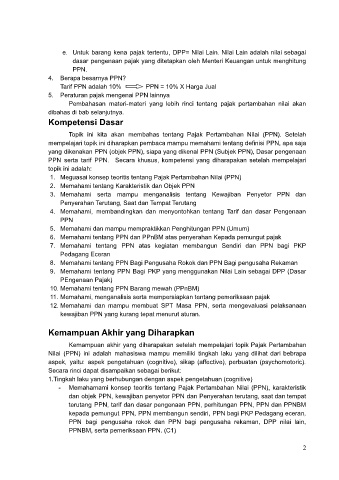 e. Untuk barang kena pajak tertentu, DPP= Nilai Lain. Nilai Lain adalah nilai sebagai
dasar pengenaan pajak yang ditetapkan oleh Menteri Keuangan untuk menghitung
PPN.
4. Berapa besarnya PPN?
Tarif PPN adalah 10% PPN = 10% X Harga Jual
5. Peraturan pajak mengenai PPN lainnya
Pembahasan materi-materi yang lebih rinci tentang pajak pertambahan nilai akan
dibahas di bab selanjutnya.
Kompetensi Dasar
Topik ini kita akan membahas tentang Pajak Pertambahan Nilai (PPN). Setelah
mempelajari topik ini diharapkan pembaca mampu memahami tentang definisi PPN, apa saja
yang dikenakan PPN (objek PPN), siapa yang dikenai PPN (Subjek PPN), Dasar pengenaan
PPN serta tarif PPN. Secara khusus, kompetensi yang diharapakan setelah mempelajari
topik ini adalah:
1. Meguasai konsep teoritis tentang Pajak Pertambahan Nilai (PPN)
2. Memahami tentang Karakteristik dan Objek PPN
3. Memahami serta mampu menganalisis tentang Kewajiban Penyetor PPN dan
Penyerahan Terutang, Saat dan Tempat Terutang
4. Memahami, membandingkan dan menyontohkan tentang Tarif dan dasar Pengenaan
PPN
5. Memahami dan mampu mempraktikkan Penghitungan PPN (Umum)
6. Memahami tentang PPN dan PPnBM atas penyerahan Kepada pemungut pajak
7. Memahami tentang PPN atas kegiatan membangun Sendiri dan PPN bagi PKP
Pedagang Eceran
8. Memahami tentang PPN Bagi Pengusaha Rokok dan PPN Bagi pengusaha Rekaman
9. Memahami tentang PPN Bagi PKP yang menggunakan Nilai Lain sebagai DPP (Dasar
PEngenaan Pajak)
10. Memahami tentang PPN Barang mewah (PPnBM)
11. Memahami, menganalisis serta mempersiapkan tentang pemeriksaan pajak
12. Memahami dan mampu membuat SPT Masa PPN, serta mengevaluasi pelaksanaan
kewajiban PPN yang kurang tepat menurut aturan.
Kemampuan Akhir yang Diharapkan
Kemampuan akhir yang diharapakan setelah mempelajari topik Pajak Pertambahan
Nilai (PPN) ini adalah mahasiswa mampu memiliki tingkah laku yang dilihat dari bebrapa
aspek, yaitu: aspek pengetahuan (cognitive), sikap (affective), perbuatan (psychomotoric).
Secara rinci dapat disampaikan sebagai berikut:
1.Tingkah laku yang berhubungan dengan aspek pengetahuan (cognitive)
- Memahamami konsep teoritis tentang Pajak Pertambahan Nilai (PPN), karakteristik
dan objek PPN, kewajiban penyetor PPN dan Penyerahan terutang, saat dan tempat
terutang PPN, tarif dan dasar pengenaan PPN, perhitungan PPN, PPN dan PPNBM
kepada pemungut PPN, PPN membangun sendiri, PPN bagi PKP Pedagang eceran,
PPN bagi pengusaha rokok dan PPN bagi pengusaha rekaman, DPP nilai lain,
PPNBM, serta pemeriksaan PPN. (C1)
2